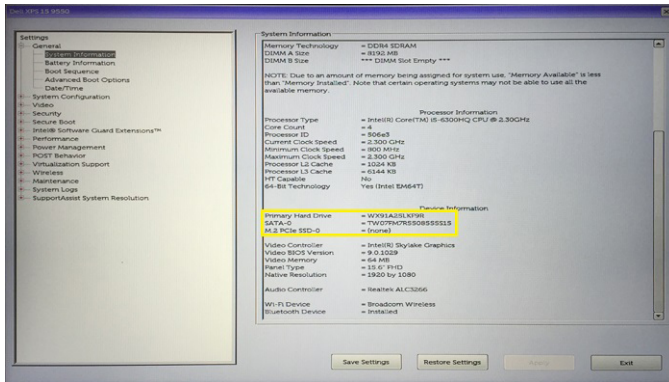 Dell XPS 15 9550
Settings
General
System Information
Battery Information
Boot Sequence
Advanced Boot Options
Date/Time
System Configuration
Video
Security
Secure Boot
Intel® Software Guard Extensions™
Performance
Power Management
POST Behavior
Virtualization Support
Wireless
Maintenance
System Logs
SupportAssist System Resolution
System Information
Memory Technology = DDR4 SDRAM
DIMM A Size = 8192 MB
DIMM B Size *** DIMM Slot Empty ***
NOTE: Due to an amount of memory being assigned for system use, "Memory Available" is less
than "Memory Installed". Note that certain operating systems may not be able to use all the
available memory.
Processor Information
Processor Type = Intel(R) Core(TM) i5-6300HQ CPU @ 2.30GHz
Core Count = 4
Processor ID = 506e3
Current Clock Speed = 2.300 GHz
Minimum Clock Speed = 800 MHz
Maximum Clock Speed = 2.300 GHz
Processor L2 Cache = 1024 KB
Processor L3 Cache = 6144 KB
HT Capable No
64-Bit Technology Yes (Intel EM64T)
Device Information
Primary Hard Drive
SATA-0
M.2 PCIe SSD-0 = (none)
Video Controller = Intel(R) Skylake Graphics
Video BIOS Version = 9.0.1029
Video Memory = 64 MB
Panel Type = 15.6" FHD
Native Resolution = 1920 by 1080
Audio Controller = Realtek ALC3266
Wi-Fi Device = Broadcom Wireless
Bluetooth Device = Installed
Save Settings
Restore Settings
Apply
Exit